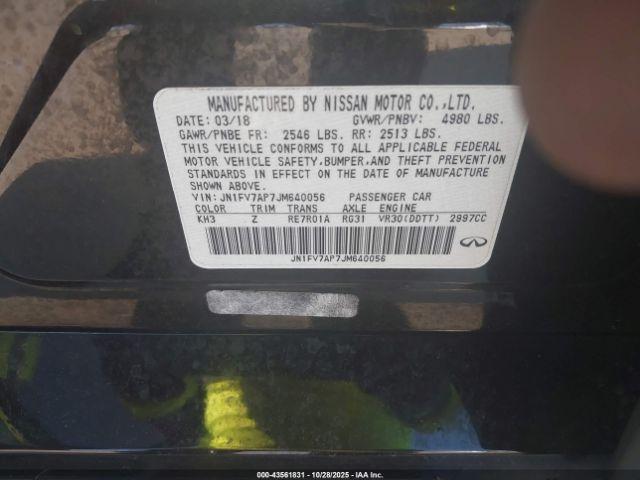 MANUFACTURED BY NISSAN MOTOR CO.,LTD.
DATE: 03/18 GVWR/PNBV: 4980 LBS.
GAWR/PNBE FR: 2546 LBS. RR: 2513 LBS.
THIS VEHICLE CONFORMS TO ALL APPLICABLE FEDERAL
MOTOR VEHICLE SAFETY,BUMPER,AND THEFT PREVENTION
STANDARDS IN EFFECT ON THE DATE OF MANUFACTURE
SHOWN ABOVE.
VIN: JN1FV7AP7JM640056 PASSENGER CAR
COLOR TRIM TRANS AXLE ENGINE
KH3 Z RE7R01A RG31 VR30(DDTT) 2997CC
JN1FV7AP7JM640056
INFINITI
000-43561831 - 10/28/2025 - IAA Inc.